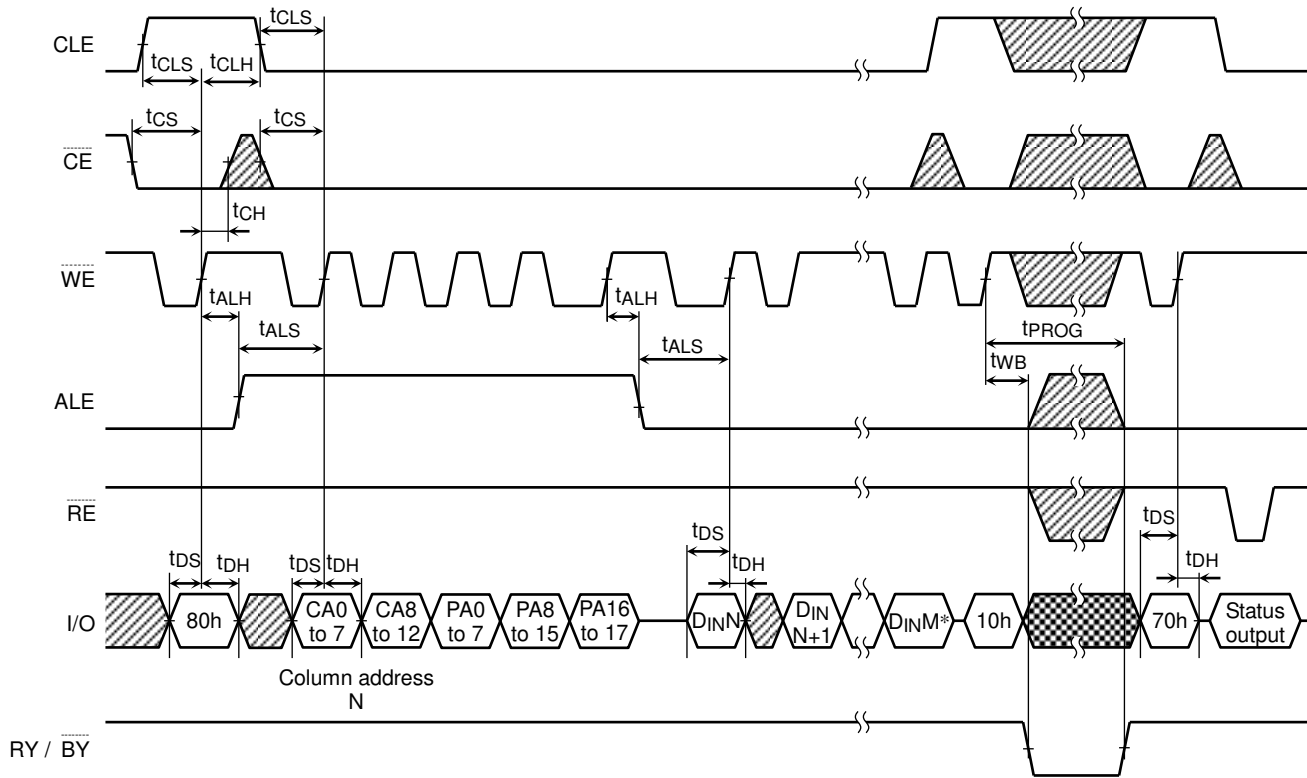 tCLS
CLE
tCLS tCLH
tCS tCS
CE
tCH
WE
tALH tALH
tALS tALS tPROG
tWB
ALE
RE
tDS tDH tDS tDH tDS tDH tDS tDH
I/O 80h CA0 to 7 CA8 to 12 PA0 to 7 PA8 to 15 PA16 to 17 DINN DIN N+1 DINM* 10h 70h Status output
Column address
N
RY / BY